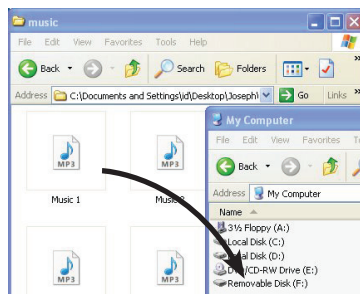 music
File Edit View Favorites Tools Help
Back Search Folders
Address C:\Documents and Settings\id\Desktop\Joseph\ Go Links
MP3
MP3
Music 1
MP3
MP3
My Computer
File Edit View Favorites
Back
Address My Computer
Name
3½ Floppy (A:)
Local Disk (C:)
Local Disk (D:)
/CD-RW Drive (E:)
Removable Disk (F:)